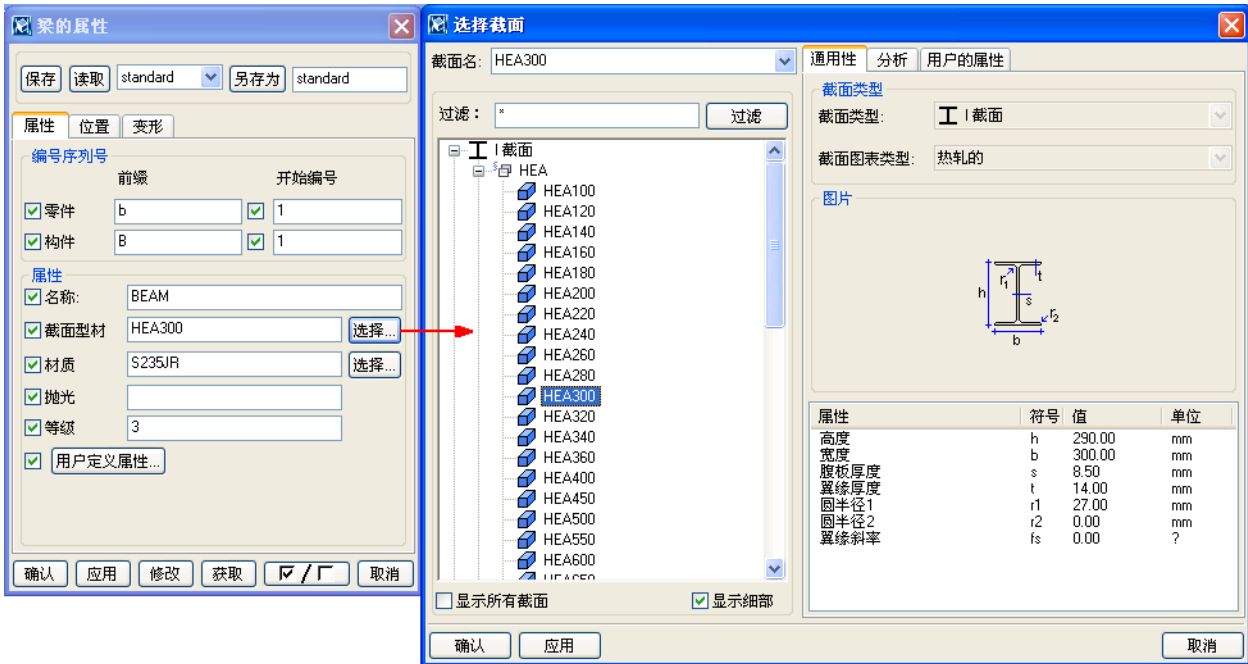 梁的属性
保存 读取 standard 另存为 standard
属性 位置 变形
编号序列号
前缀 开始编号
零件 b 1
构件 B 1
属性
名称: BEAM
截面型材 HEA300 选择...
材质 S235JR 选择...
抛光
等级 3
用户定义属性...
确认 应用 修改 获取 / 取消
选择截面
截面名: HEA300
过滤: * 过滤
I 截面
HEA
HEA100
HEA120
HEA140
HEA160
HEA180
HEA200
HEA220
HEA240
HEA260
HEA280
HEA300
HEA320
HEA340
HEA360
HEA400
HEA450
HEA500
HEA550
HEA600
HEA650
显示所有截面 显示细部
通用性 分析 用户的属性
截面类型
截面类型: I 截面
截面图表类型: 热轧的
图片
h r1 t s r2 b
属性 符号 值 单位
高度 h 290.00 mm
宽度 b 300.00 mm
腹板厚度 s 8.50 mm
翼缘厚度 t 14.00 mm
圆半径1 r1 27.00 mm
圆半径2 r2 0.00 mm
翼缘斜率 fs 0.00 ?
确认 应用 取消